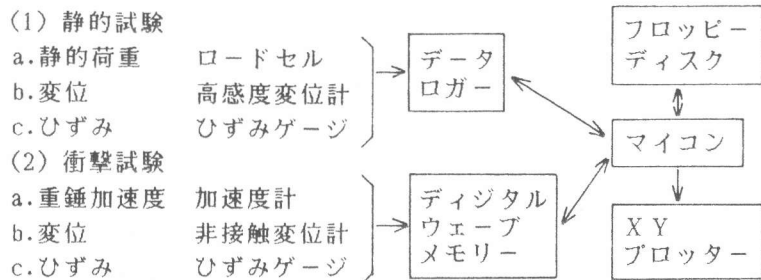 (1) 静的試験
a.静的荷重 ロードセル
b.変位 高感度変位計
c.ひずみ ひずみゲージ
(2) 衝撃試験
a.重錘加速度 加速度計
b.変位 非接触変位計
c.ひずみ ひずみゲージ
データ
ロガー
ディジタル
ウェーブ
メモリー
フロッピー
ディスク
マイコン
XY
プロッター